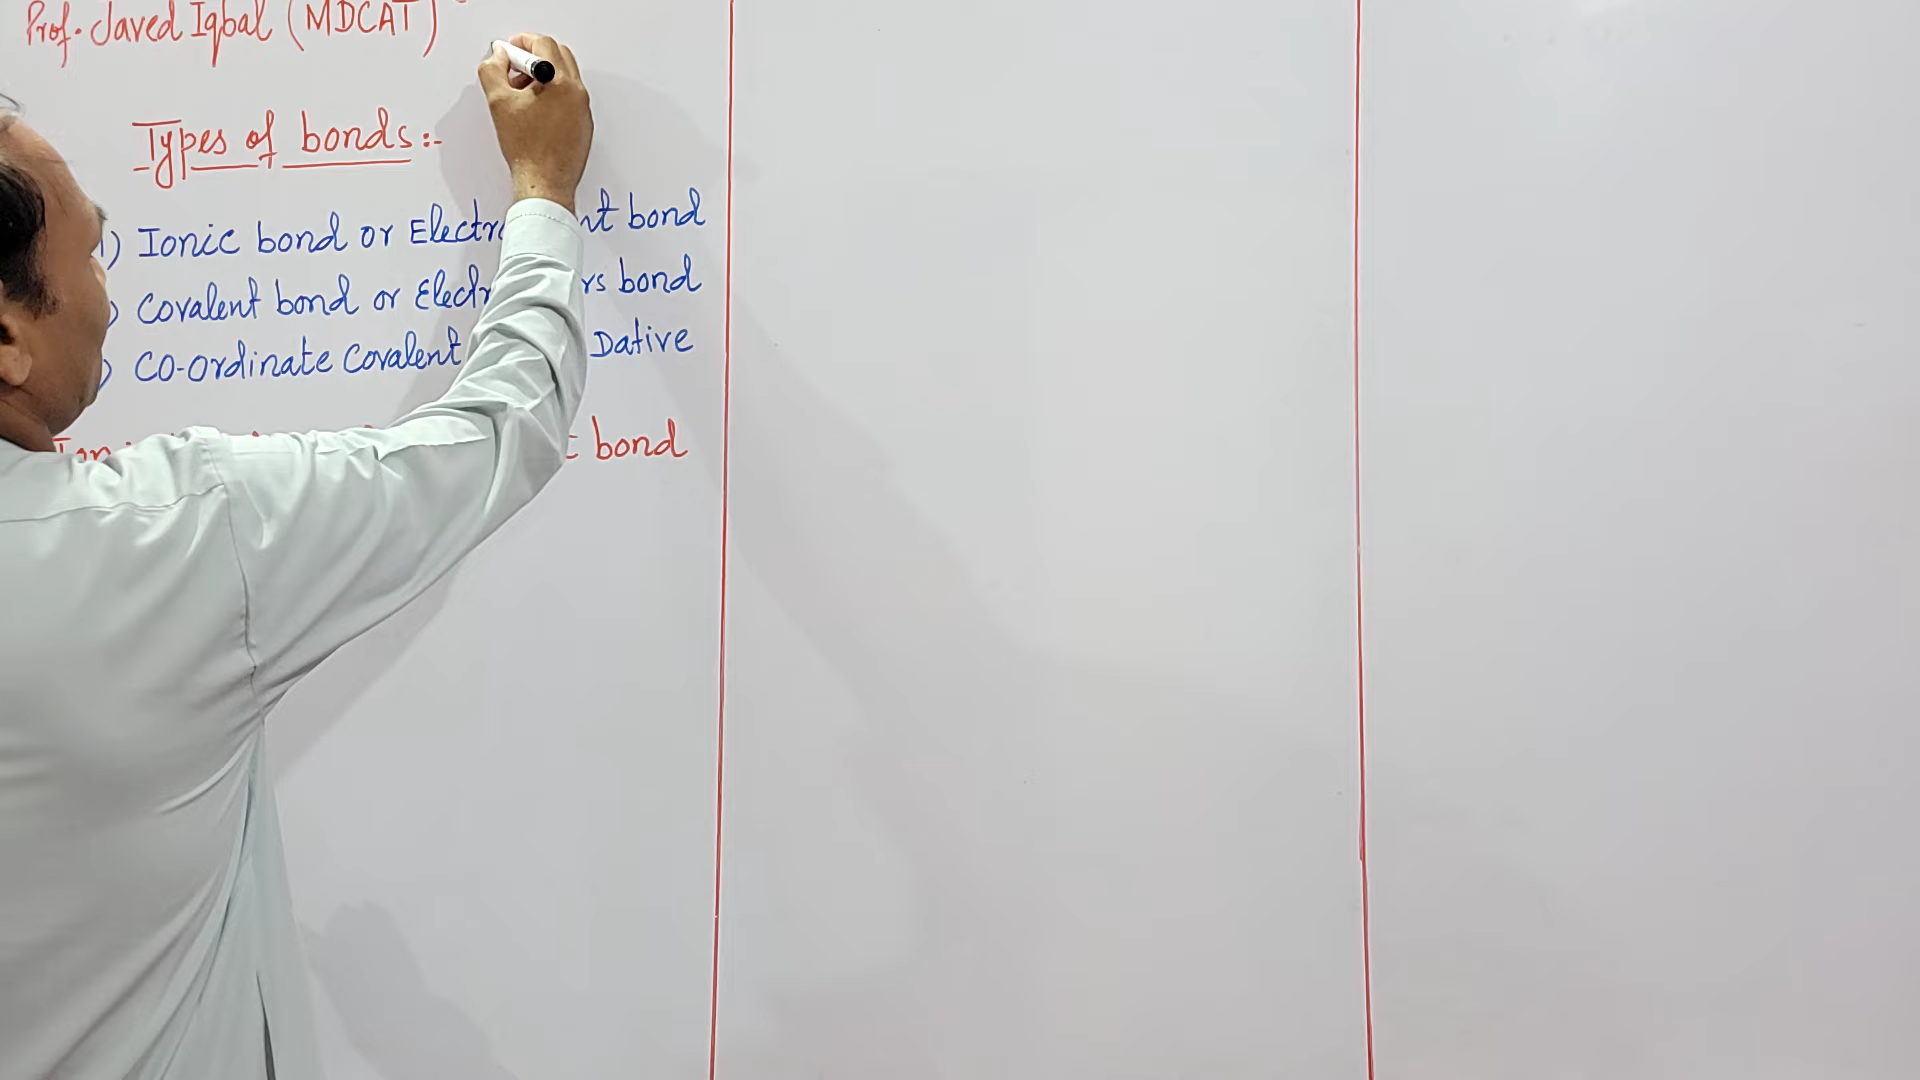 Prof. Javed Iqbal (MDCAT)
Types of bonds:-
1) Ionic bond or Electr nt bond
) Covalent bond or Electr rs bond
) CO-Ordinate Covalent Dative
bond